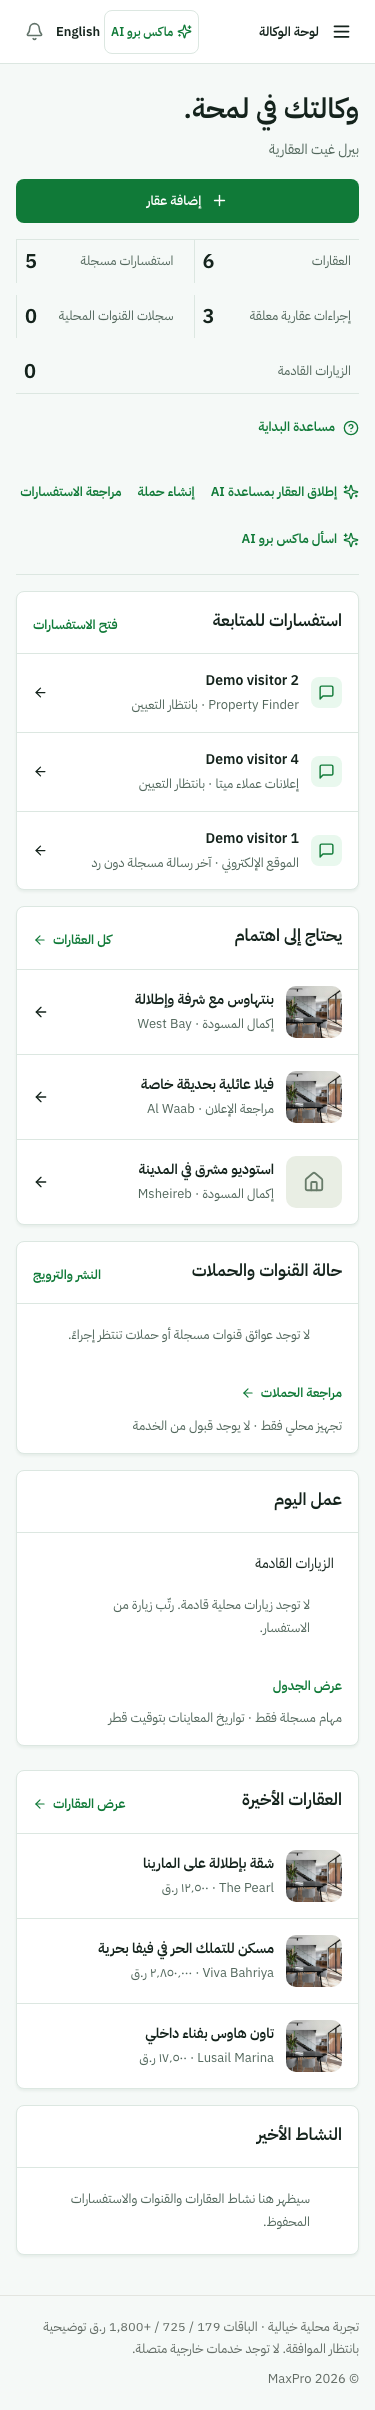 لوحة الوكالة
ماكس برو AI
English
وكالتك في لمحة.
بيرل غيت العقارية
إضافة عقار
العقارات 6
استفسارات مسجلة 5
إجراءات عقارية معلقة 3
سجلات القنوات المحلية 0
الزيارات القادمة 0
مساعدة البداية
إطلاق العقار بمساعدة AI
إنشاء حملة
مراجعة الاستفسارات
اسأل ماكس برو AI
استفسارات للمتابعة
فتح الاستفسارات
Demo visitor 2
Property Finder · بانتظار التعيين
Demo visitor 4
إعلانات عملاء ميتا · بانتظار التعيين
Demo visitor 1
الموقع الإلكتروني · آخر رسالة مسجلة دون رد
يحتاج إلى اهتمام
كل العقارات
بنتهاوس مع شرفة وإطلالة
إكمال المسودة · West Bay
فيلا عائلية بحديقة خاصة
مراجعة الإعلان · Al Waab
استوديو مشرق في المدينة
إكمال المسودة · Msheireb
حالة القنوات والحملات
النشر والترويج
لا توجد عوائق قنوات مسجلة أو حملات تنتظر إجراءً.
مراجعة الحملات
تجهيز محلي فقط · لا يوجد قبول من الخدمة
عمل اليوم
الزيارات القادمة
لا توجد زيارات محلية قادمة. رتّب زيارة من
الاستفسار.
عرض الجدول
مهام مسجلة فقط · تواريخ المعاينات بتوقيت قطر
العقارات الأخيرة
عرض العقارات
شقة بإطلالة على المارينا
The Pearl · ١٢٬٥٠٠ ر.ق
مسكن للتملك الحر في فيفا بحرية
Viva Bahriya · ٢٬٨٥٠٬٠٠٠ ر.ق
تاون هاوس بفناء داخلي
Lusail Marina · ١٧٬٥٠٠ ر.ق
النشاط الأخير
سيظهر هنا نشاط العقارات والقنوات والاستفسارات
المحفوظ.
تجربة محلية خيالية · الباقات 179 / 725 / +1,800 ر.ق توضيحية
بانتظار الموافقة. لا توجد خدمات خارجية متصلة.
© 2026 MaxPro